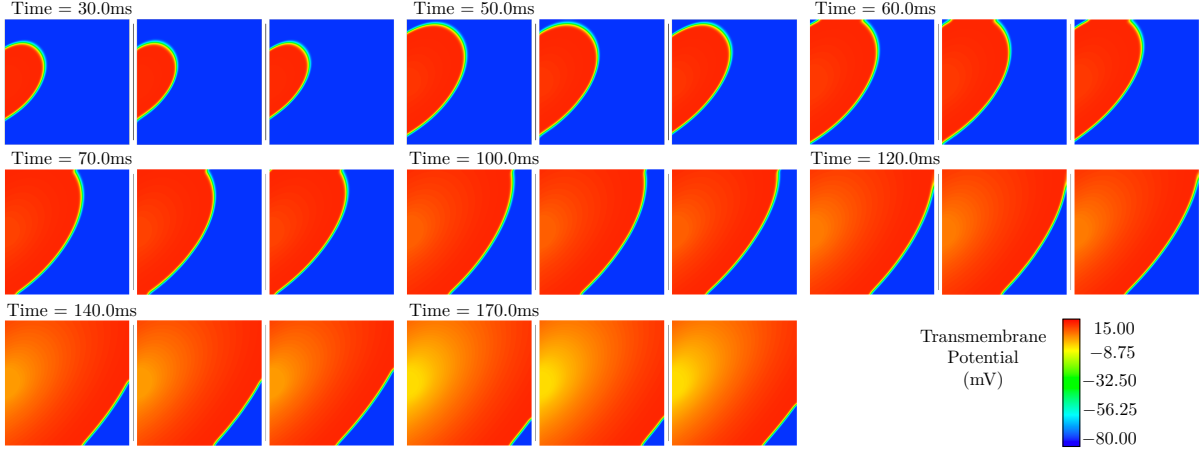 Time = 30.0ms
Time = 50.0ms
Time = 60.0ms
Time = 70.0ms
Time = 100.0ms
Time = 120.0ms
Time = 140.0ms
Time = 170.0ms
Transmembrane
Potential
(mV)
15.00
−8.75
−32.50
−56.25
−80.00